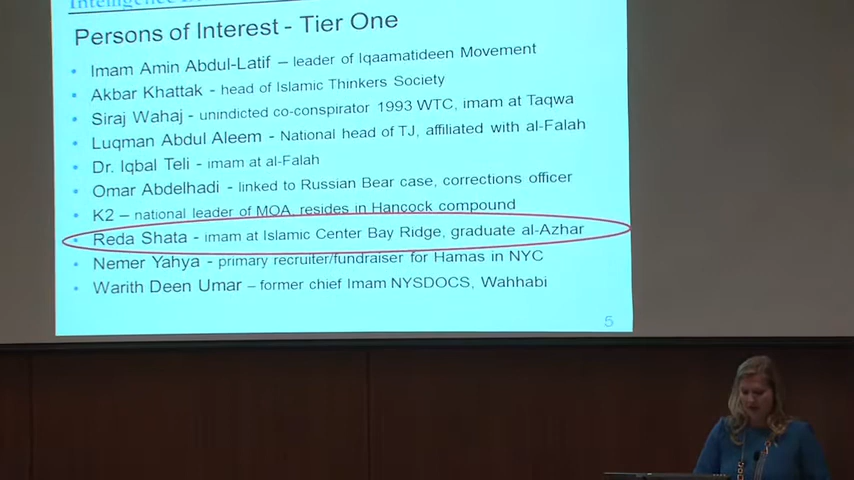 Intelligence
Persons of Interest - Tier One
• Imam Amin Abdul-Latif – leader of Iqaamatideen Movement
• Akbar Khattak - head of Islamic Thinkers Society
• Siraj Wahaj - unindicted co-conspirator 1993 WTC, imam at Taqwa
• Luqman Abdul Aleem - National head of TJ, affiliated with al-Falah
• Dr. Iqbal Teli - imam at al-Falah
• Omar Abdelhadi - linked to Russian Bear case, corrections officer
• K2 – national leader of MOA, resides in Hancock compound
• Reda Shata - imam at Islamic Center Bay Ridge, graduate al-Azhar
• Nemer Yahya - primary recruiter/fundraiser for Hamas in NYC
• Warith Deen Umar – former chief Imam NYSDOCS, Wahhabi
5